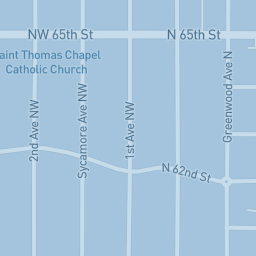 NW 65th St
N 65th St
aint Thomas Chapel
Catholic Church
2nd Ave NW
Sycamore Ave NW
1st Ave NW
Greenwood Ave N
N 62nd St